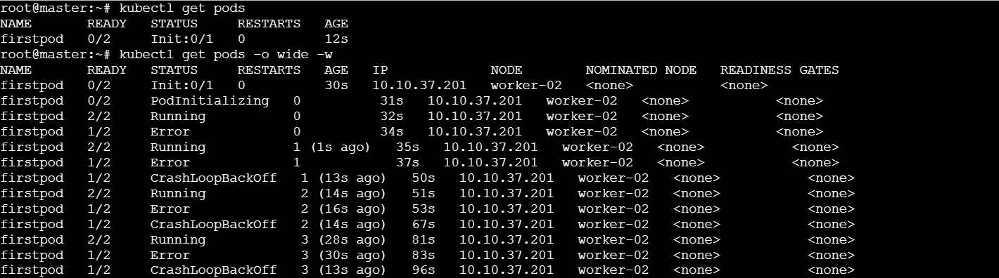 root@master:~# kubectl get pods
NAME       READY   STATUS     RESTARTS   AGE
firstpod   0/2     Init:0/1   0          12s
root@master:~# kubectl get pods -o wide -w
NAME       READY   STATUS     RESTARTS   AGE   IP             NODE        NOMINATED NODE   READINESS GATES
firstpod   0/2     Init:0/1   0          30s   10.10.37.201   worker-02   <none>           <none>
firstpod   0/2     PodInitializing   0          31s   10.10.37.201   worker-02   <none>           <none>
firstpod   2/2     Running           0          32s   10.10.37.201   worker-02   <none>           <none>
firstpod   1/2     Error             0          34s   10.10.37.201   worker-02   <none>           <none>
firstpod   2/2     Running           1 (1s ago)   35s   10.10.37.201   worker-02   <none>           <none>
firstpod   1/2     Error             1            37s   10.10.37.201   worker-02   <none>           <none>
firstpod   1/2     CrashLoopBackOff   1 (13s ago)   50s   10.10.37.201   worker-02   <none>           <none>
firstpod   2/2     Running            2 (14s ago)   51s   10.10.37.201   worker-02   <none>           <none>
firstpod   1/2     Error              2 (16s ago)   53s   10.10.37.201   worker-02   <none>           <none>
firstpod   1/2     CrashLoopBackOff   2 (14s ago)   67s   10.10.37.201   worker-02   <none>           <none>
firstpod   2/2     Running            3 (28s ago)   81s   10.10.37.201   worker-02   <none>           <none>
firstpod   1/2     Error              3 (30s ago)   83s   10.10.37.201   worker-02   <none>           <none>
firstpod   1/2     CrashLoopBackOff   3 (13s ago)   96s   10.10.37.201   worker-02   <none>           <none>